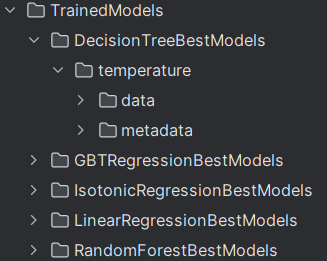 TrainedModels
DecisionTreeBestModels
temperature
data
metadata
GBTRegressionBestModels
IsotonicRegressionBestModels
LinearRegressionBestModels
RandomForestBestModels